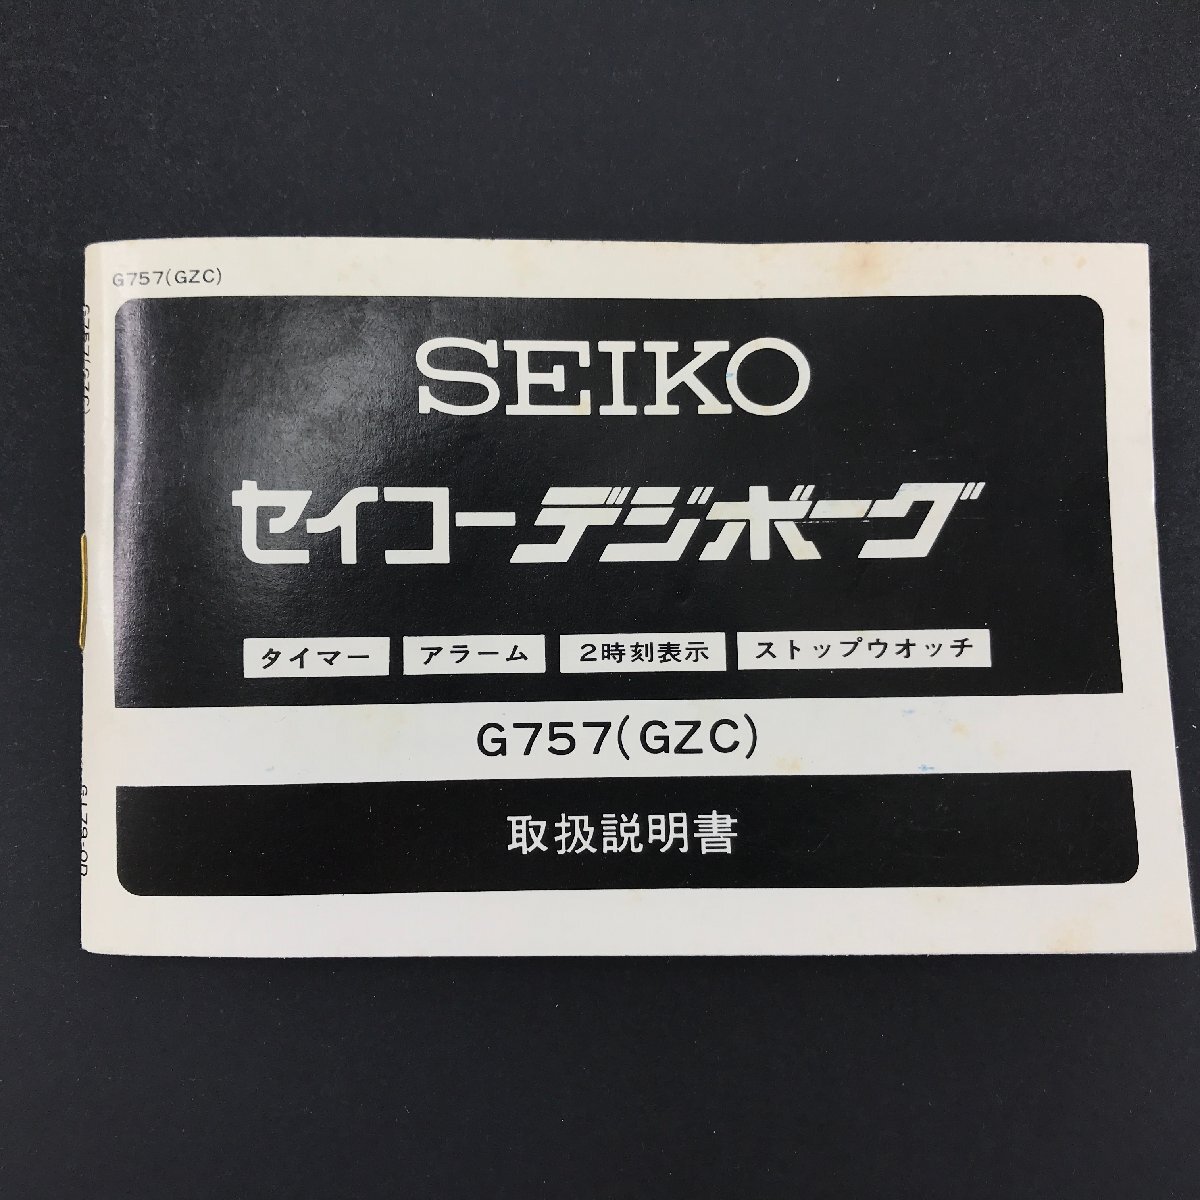 G757(GZC)
SEIKO
セイコーデジボーグ
タイマー アラーム 2時刻表示 ストップウオッチ
G757(GZC)
取扱説明書